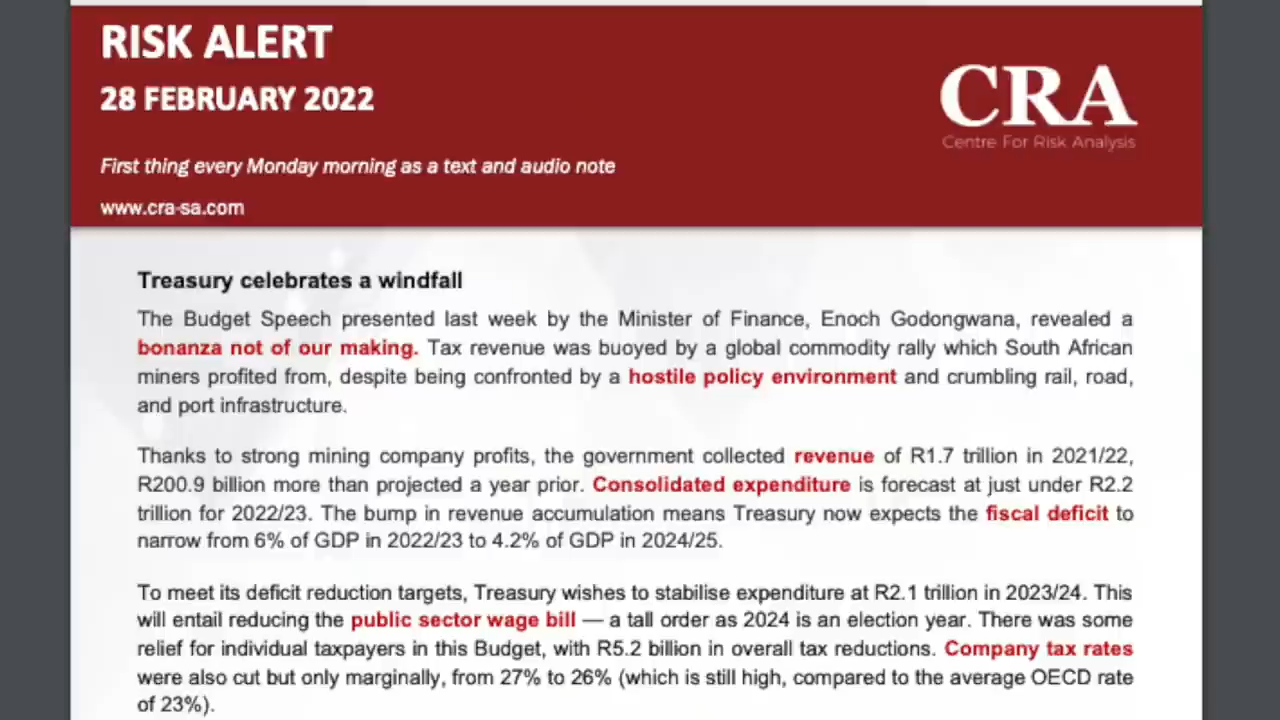 RISK ALERT
28 FEBRUARY 2022
CRA
Centre For Risk Analysis
First thing every Monday morning as a text and audio note
www.cra-sa.com
Treasury celebrates a windfall
The Budget Speech presented last week by the Minister of Finance, Enoch Godongwana, revealed a
bonanza not of our making. Tax revenue was buoyed by a global commodity rally which South African
miners profited from, despite being confronted by a hostile policy environment and crumbling rail, road,
and port infrastructure.
Thanks to strong mining company profits, the government collected revenue of R1.7 trillion in 2021/22,
R200.9 billion more than projected a year prior. Consolidated expenditure is forecast at just under R2.2
trillion for 2022/23. The bump in revenue accumulation means Treasury now expects the fiscal deficit to
narrow from 6% of GDP in 2022/23 to 4.2% of GDP in 2024/25.
To meet its deficit reduction targets, Treasury wishes to stabilise expenditure at R2.1 trillion in 2023/24. This
will entail reducing the public sector wage bill — a tall order as 2024 is an election year. There was some
relief for individual taxpayers in this Budget, with R5.2 billion in overall tax reductions. Company tax rates
were also cut but only marginally, from 27% to 26% (which is still high, compared to the average OECD rate
of 23%).